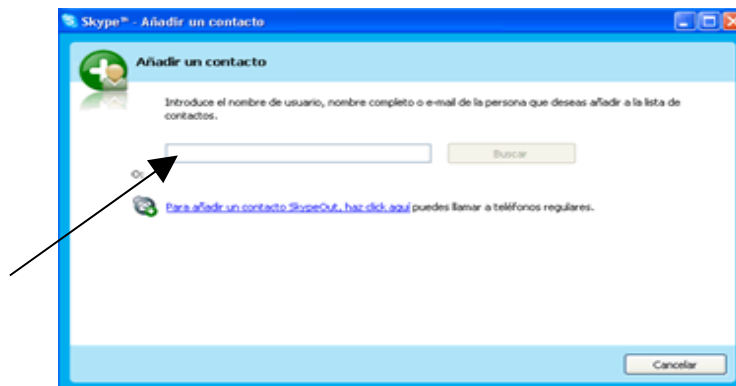 Skype™ - Añadir un contacto
Añadir un contacto
Introduce el nombre de usuario, nombre completo o e-mail de la persona que deseas añadir a la lista de
contactos.
Buscar
O:
Para añadir un contacto SkypeOut, haz click aquí puedes llamar a teléfonos regulares.
Cancelar